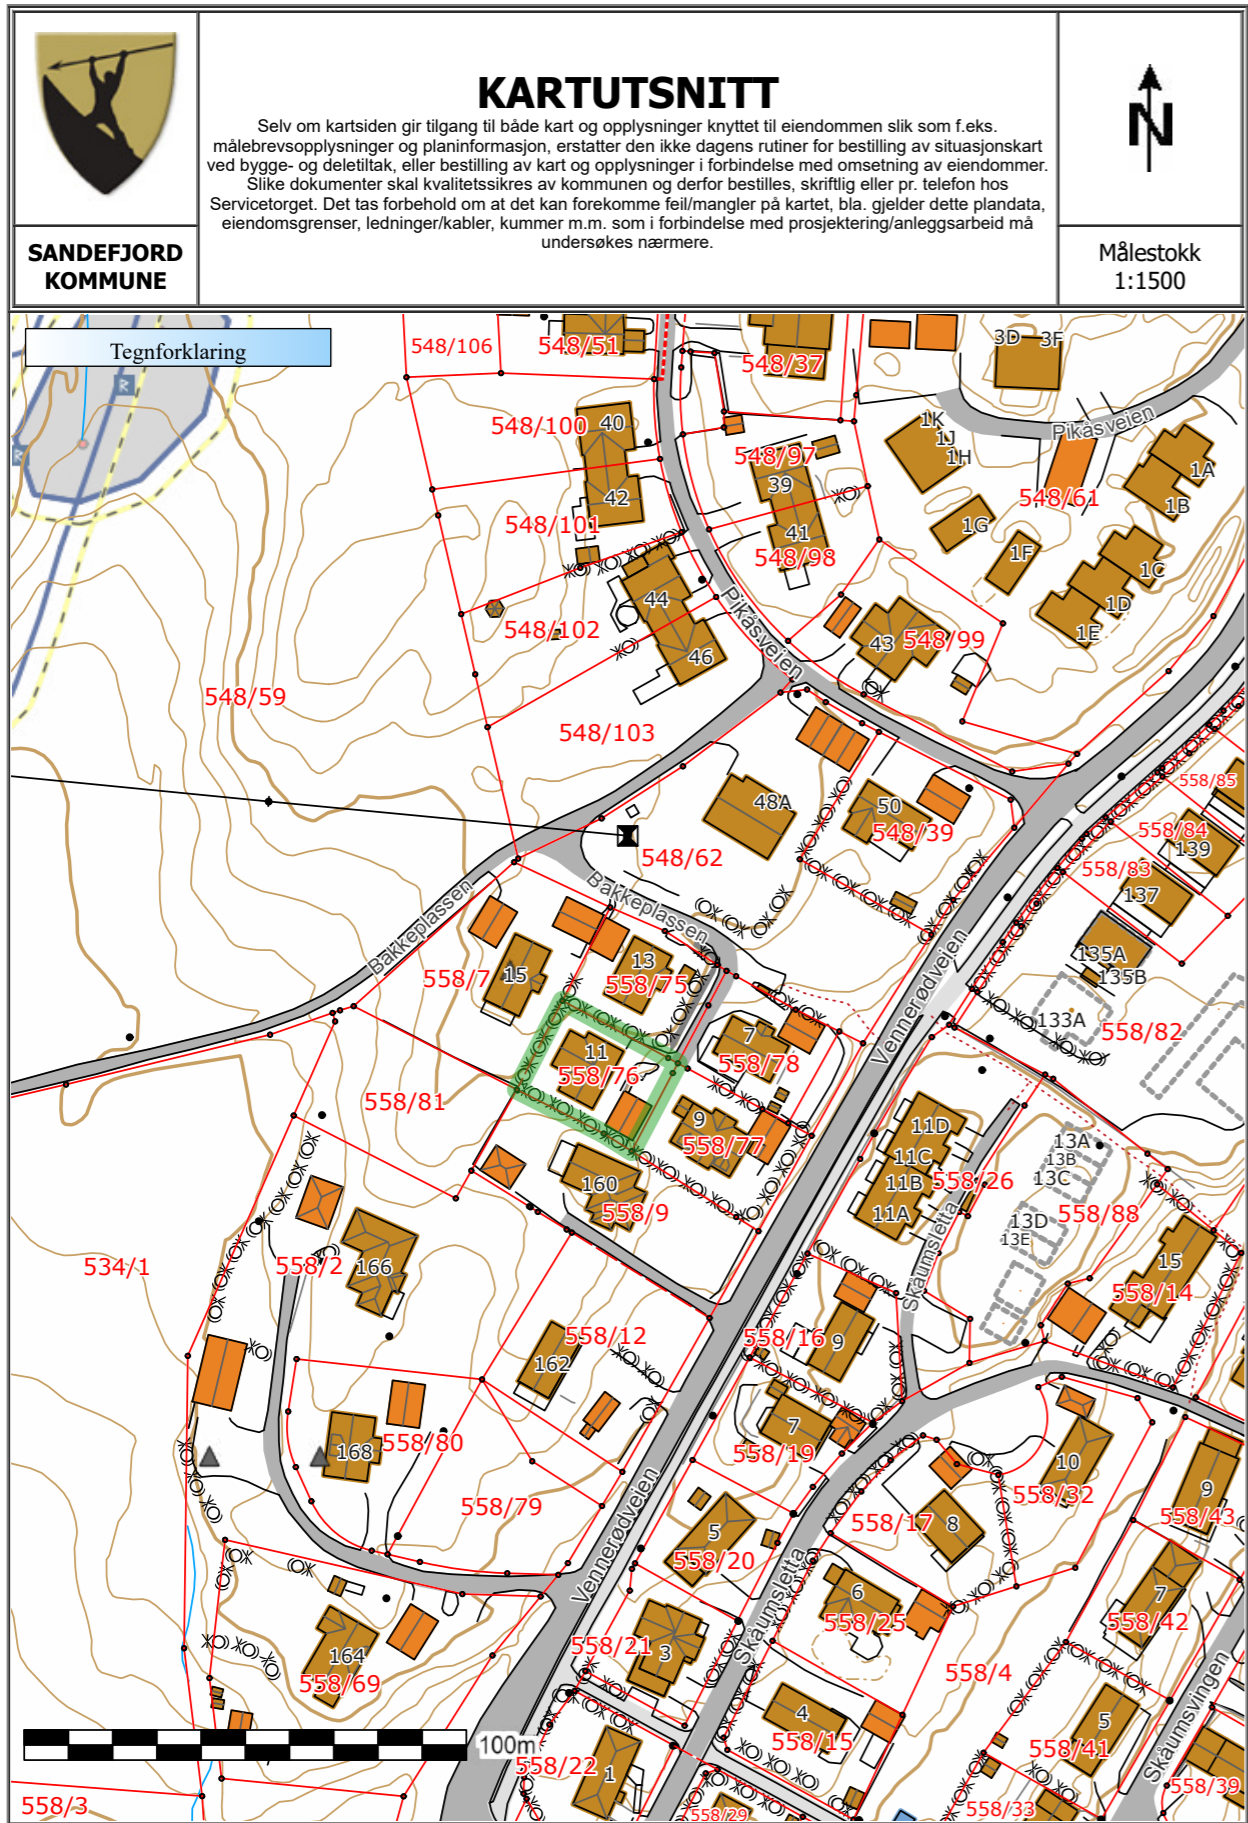 KARTUTSNITT
Selv om kartsiden gir tilgang til både kart og opplysninger knyttet til eiendommen slik som f.eks.
målebrevsopplysninger og planinformasjon, erstatter den ikke dagens rutiner for bestilling av situasjonskart
ved bygge- og deletiltak, eller bestilling av kart og opplysninger i forbindelse med omsetning av eiendommer.
Slike dokumenter skal kvalitetssikres av kommunen og derfor bestilles, skriftlig eller pr. telefon hos
Servicetorget. Det tas forbehold om at det kan forekomme feil/mangler på kartet, bla. gjelder dette plandata,
eiendomsgrenser, ledninger/kabler, kummer m.m. som i forbindelse med prosjektering/anleggsarbeid må
undersøkes nærmere.
N
SANDEFJORD
KOMMUNE
Målestokk
1:1500
Tegnforklaring
548/106
548/51
548/37
3D
3F
R
548/100
40
1K
1J
1H
Pikåsveien
548/97
39
1A
42
548/61
1B
R
548/101
41
1G
548/98
1F
1C
44
Pikåsveien
1D
548/102
43
548/99
1E
46
548/59
548/103
48A
50
558/85
548/39
558/84
139
548/62
558/83
137
Bakkeplassen
Bakkeplassen
Vennerødveien
135A
135B
558/7
15
13
558/75
133A
558/82
7
558/78
11
558/76
558/81
9
558/77
11D
13A
11C
13B
13C
558/26
11B
160
558/9
11A
558/88
13D
13E
Skåumsletta
534/1
558/2
166
15
558/14
558/12
558/16
9
162
168
558/80
7
558/19
10
558/32
9
558/43
558/79
Vennerødveien
5
558/20
558/17
8
Skåumsletta
6
558/25
7
558/42
558/21
3
164
558/69
558/4
4
558/15
5
558/41
Skåumsvingen
100m
558/22
1
558/39
558/3
558/29
558/33